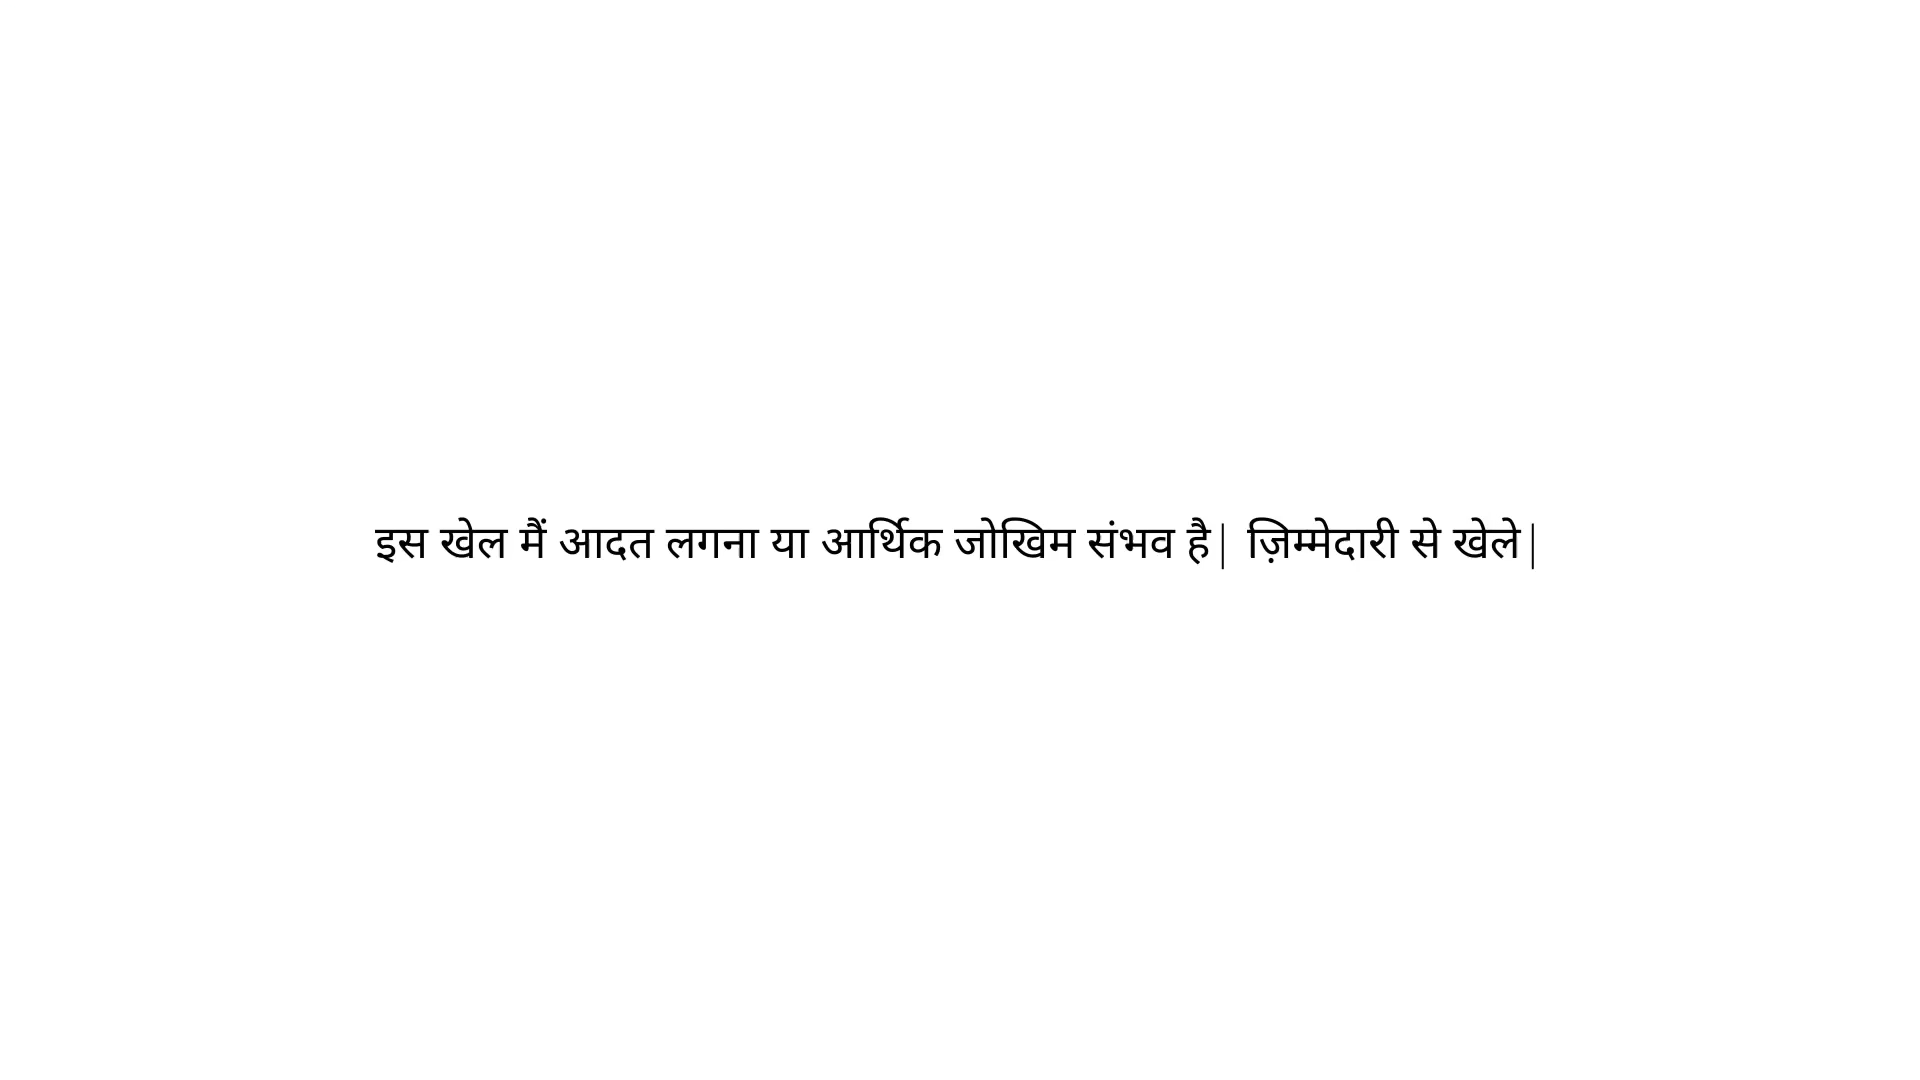 इस खेल मैं आदत लगना या आर्थिक जोखिम संभव है| ज़िम्मेदारी से खेले|